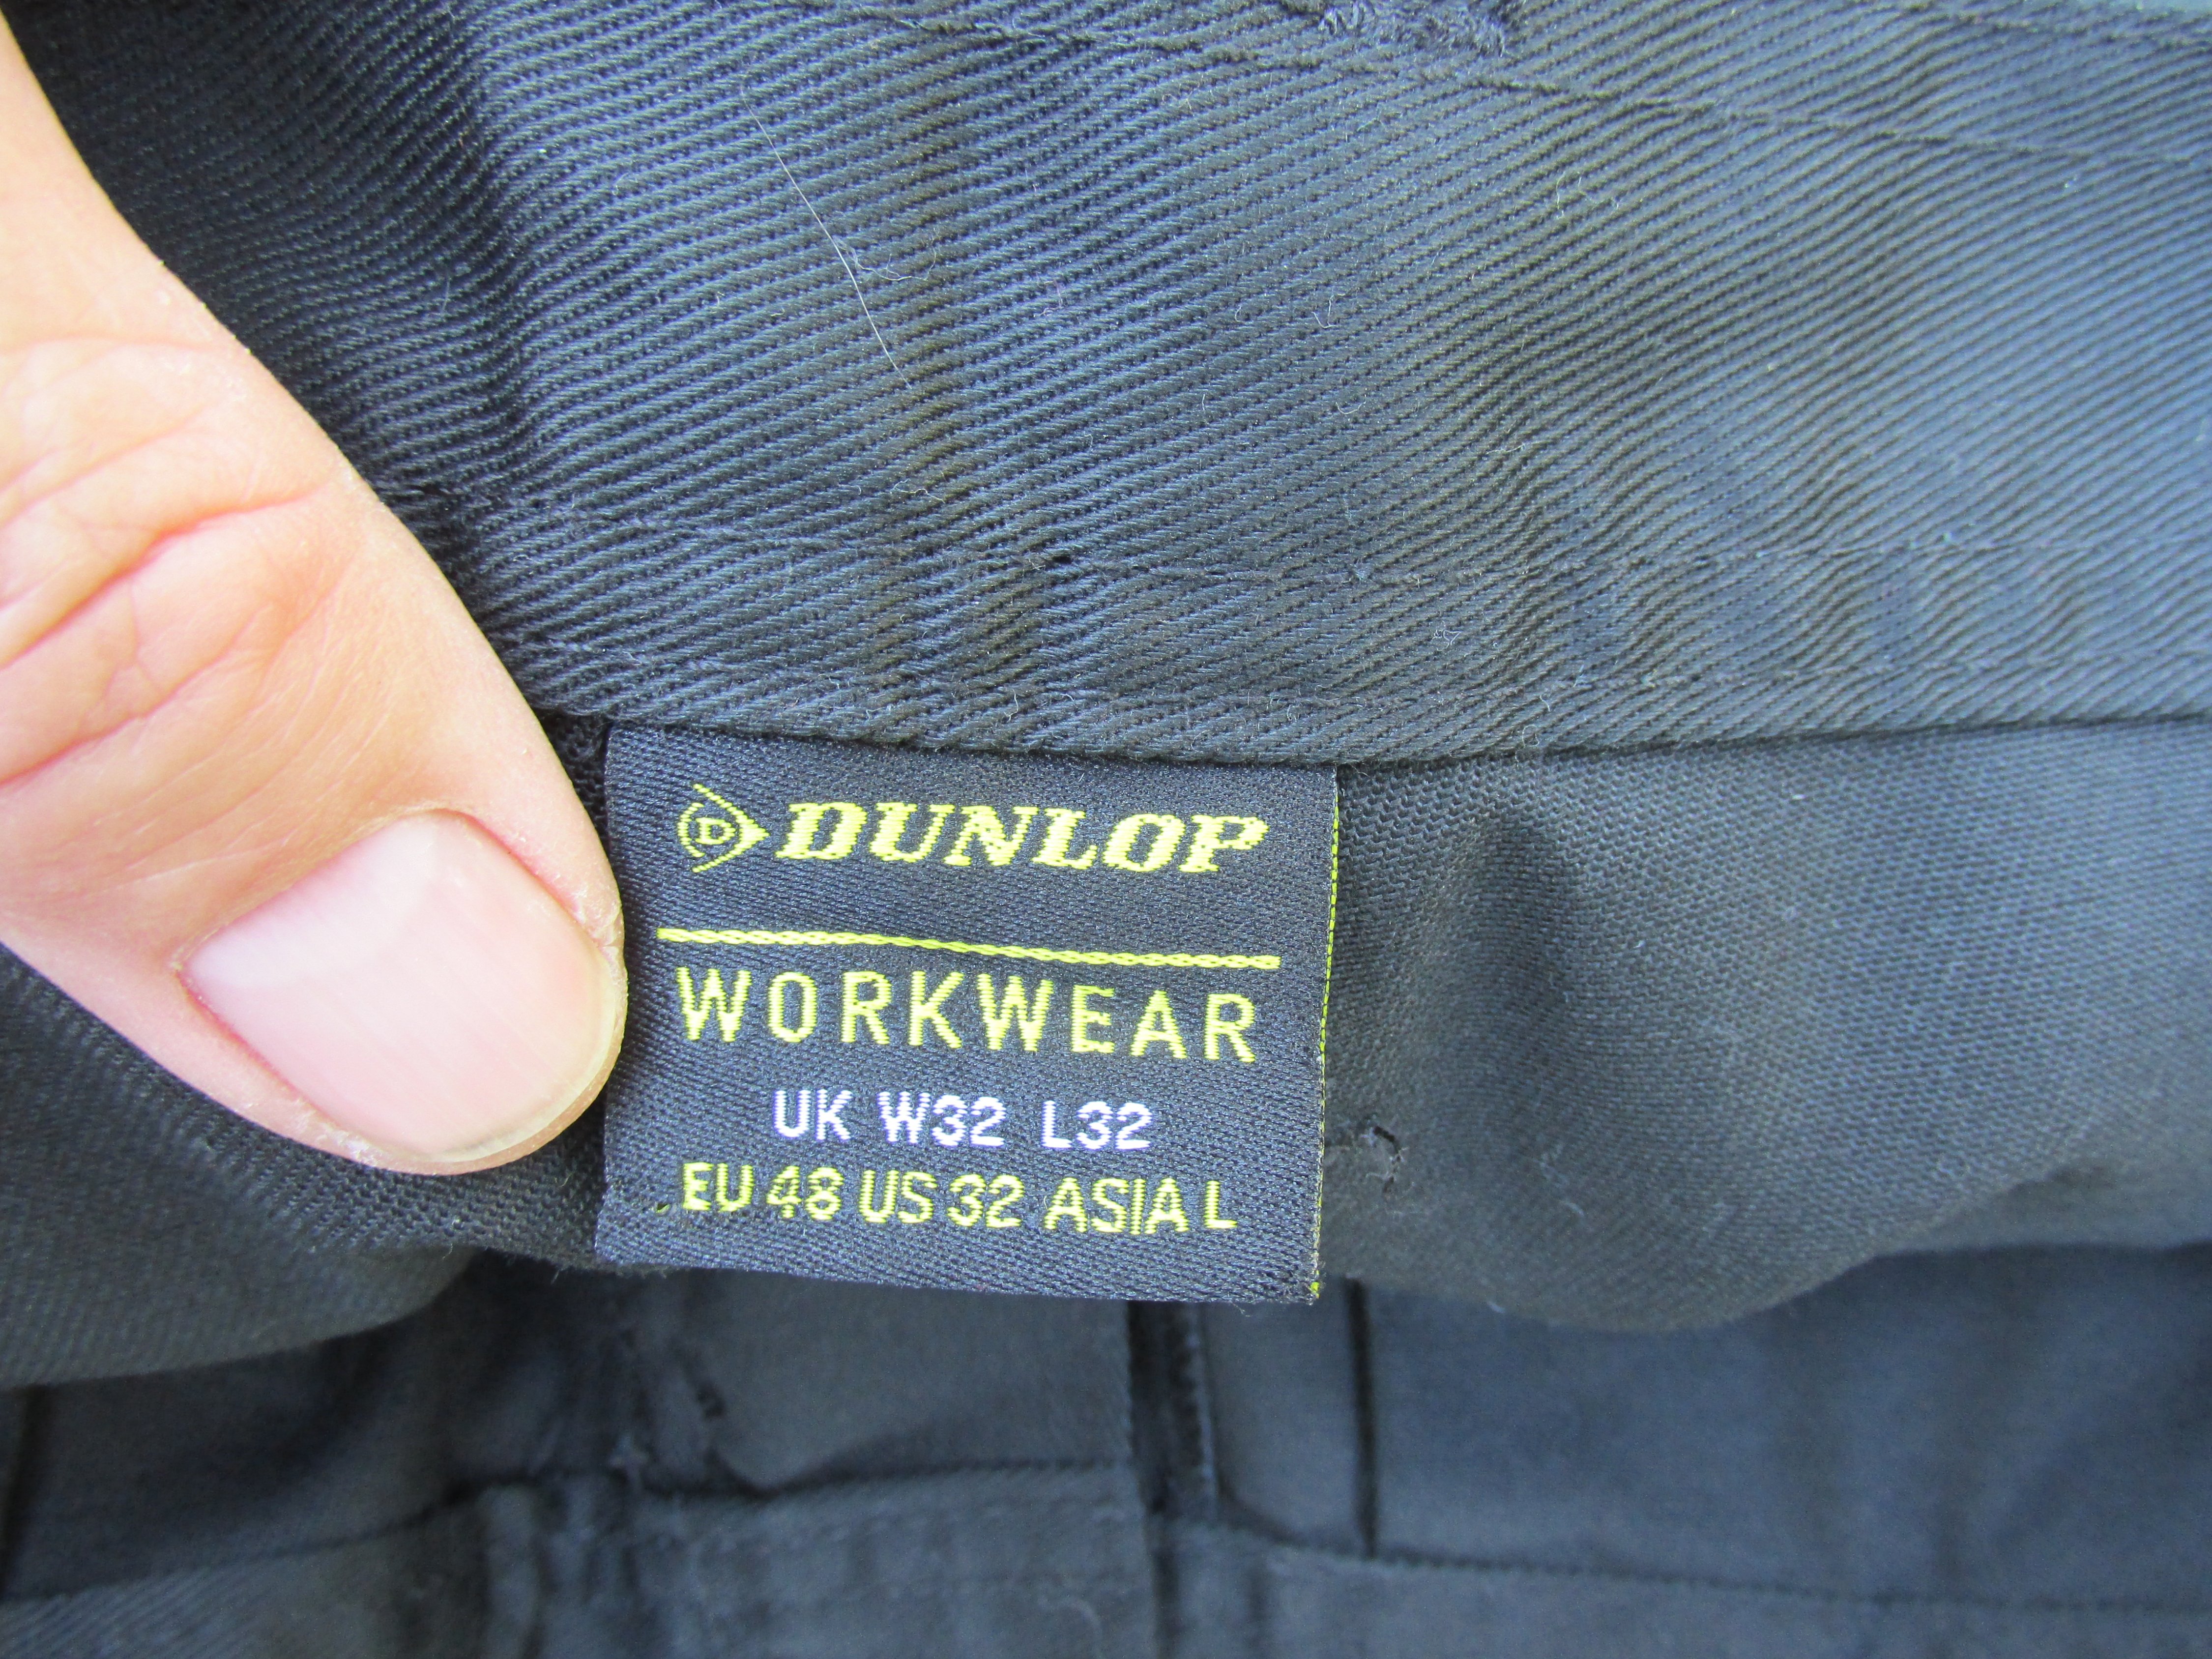 D DUNLOP
WORKWEAR
UK W32 L32
EU 48 US 32 ASIA L